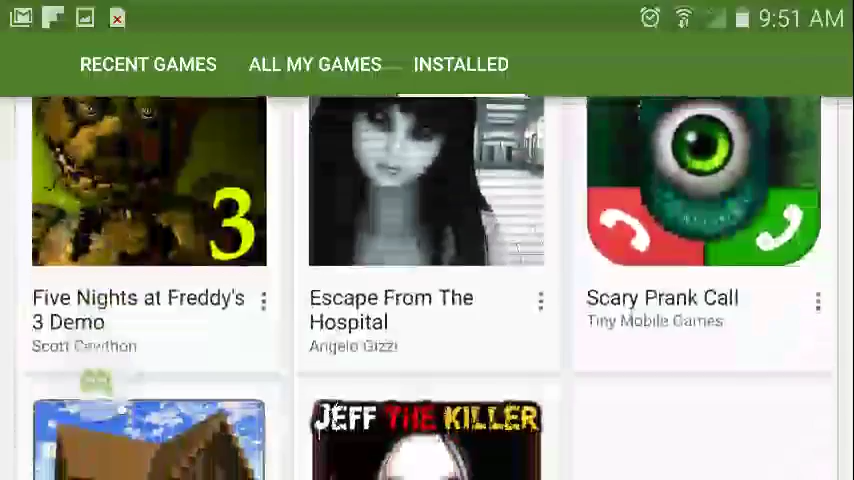 9:51 AM
RECENT GAMES ALL MY GAMES INSTALLED
3
Five Nights at Freddy's
3 Demo
Scott Cawthon
Escape From The
Hospital
Angelo Gizzi
Scary Prank Call
Tiny Mobile Games
JEFF THE KILLER